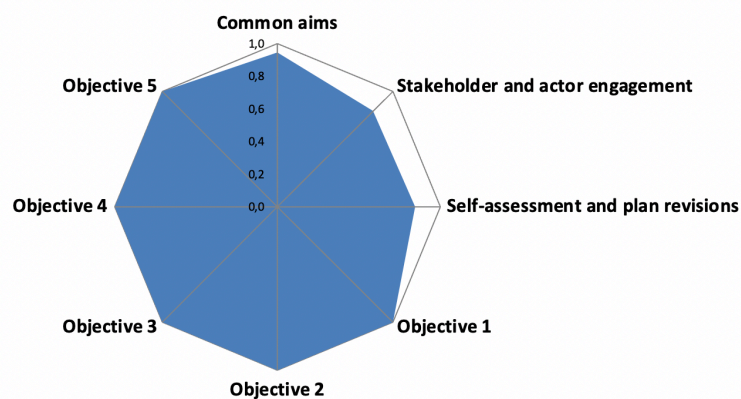 Common aims
1,0
0,8
0,6
0,4
0,2
0,0
Stakeholder and actor engagement
Self-assessment and plan revisions
Objective 1
Objective 2
Objective 3
Objective 4
Objective 5